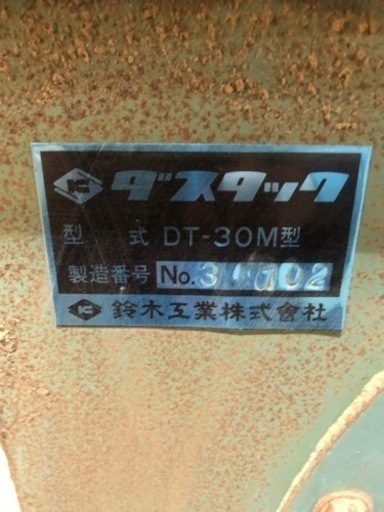 ダスタック
型 式 DT-30M型
製造番号 No.
鈴木工業株式會社